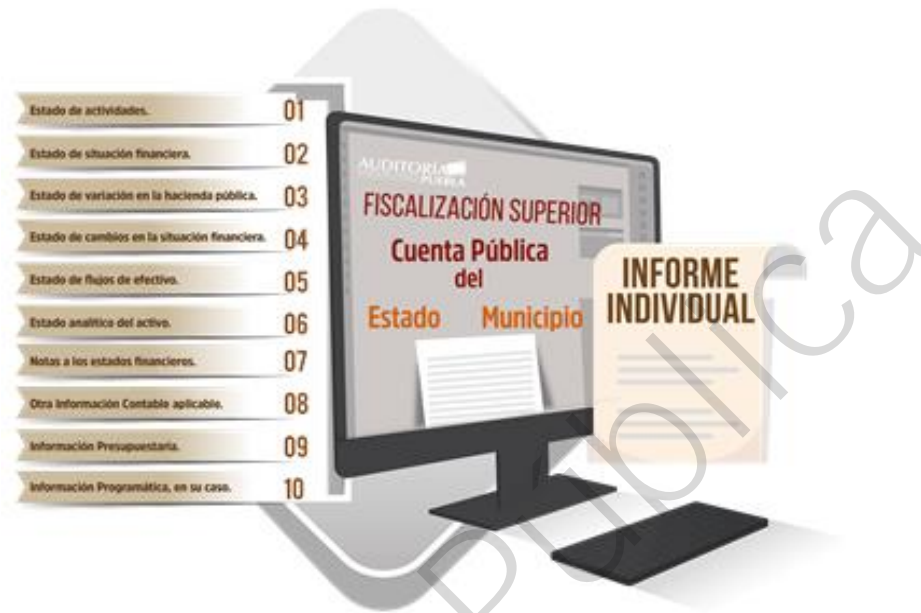 Estado de actividades. 01
Estado de situación financiera. 02
Estado de variación en la hacienda pública. 03
Estado de cambios en la situación financiera. 04
Estado de flujos de efectivo. 05
Estado analítico del activo. 06
Notas a los estados financieros. 07
Otra Información Contable aplicable. 08
Información Presupuestaria. 09
Información Programática, en su caso. 10
AUDITORÍA
PUEBLA
FISCALIZACIÓN SUPERIOR
Cuenta Pública
del
Estado Municipio
INFORME
INDIVIDUAL
Pública